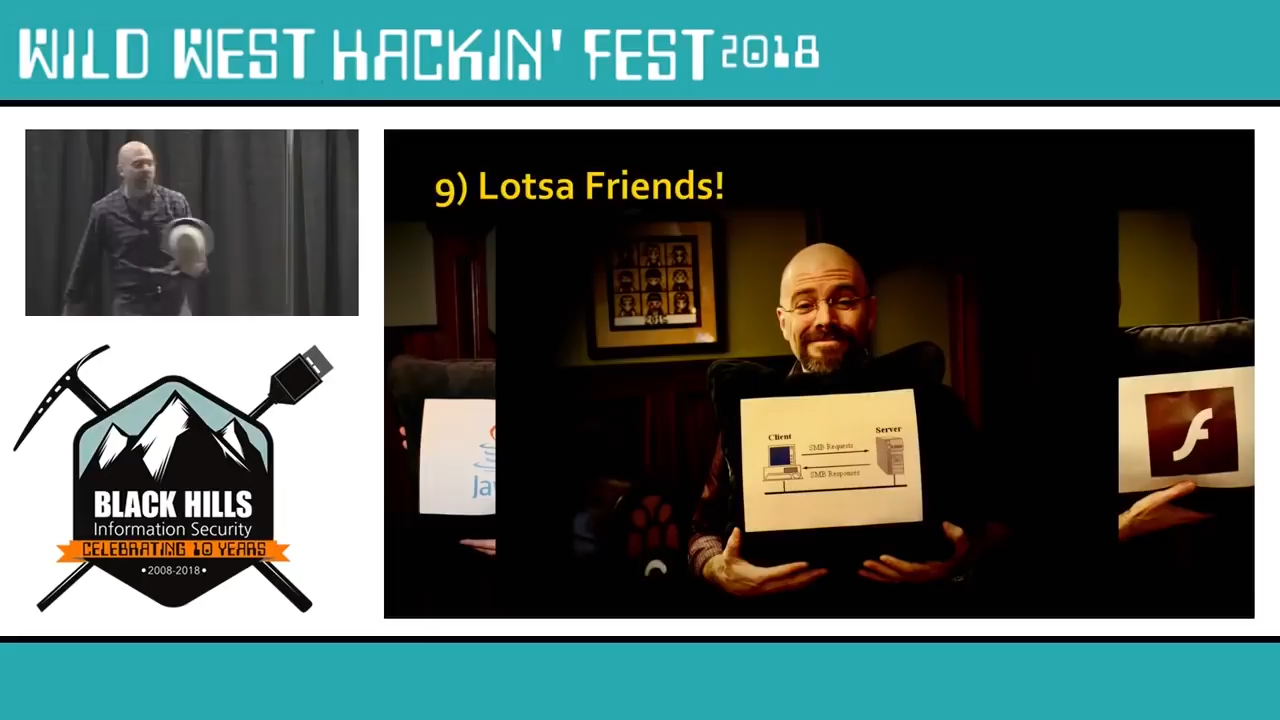 WILD WEST HACKIN' FEST 2018
9) Lotsa Friends!
Client
Server
SMB Requests
SMB Responses
Jav
BLACK HILLS
Information Security
CELEBRATING 10 YEARS
•2008-2018•